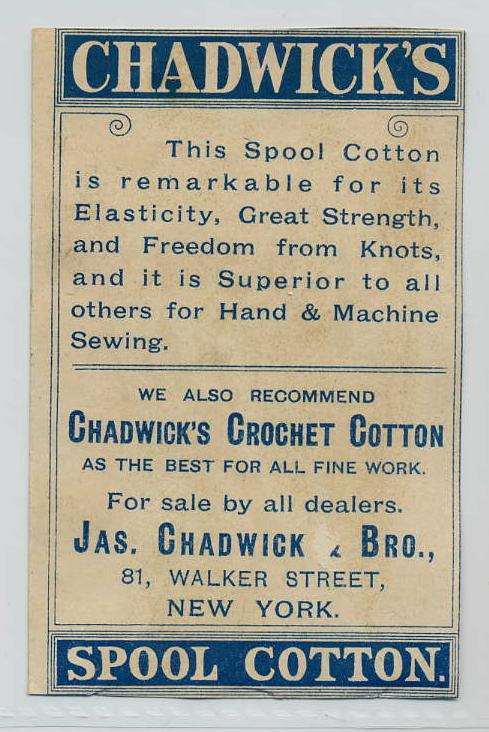 CHADWICK'S
This Spool Cotton
is remarkable for its
Elasticity, Great Strength,
and Freedom from Knots,
and it is Superior to all
others for Hand & Machine
Sewing.
WE ALSO RECOMMEND
CHADWICK'S CROCHET COTTON
AS THE BEST FOR ALL FINE WORK.
For sale by all dealers.
JAS. CHADWICK & BRO.,
81, WALKER STREET,
NEW YORK.
SPOOL COTTON.